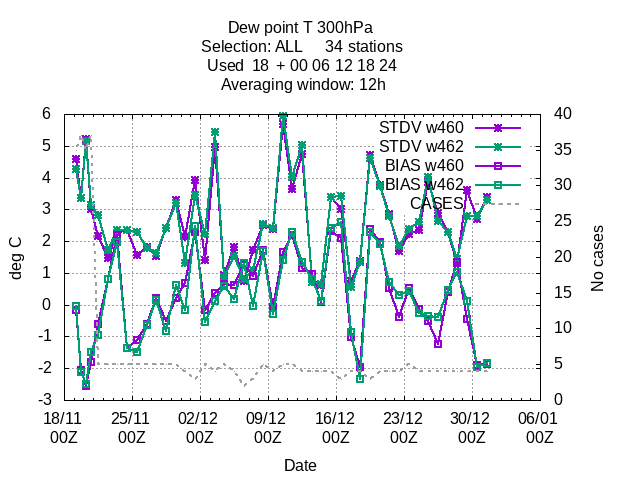 Dew point T 300hPa
Selection: ALL 34 stations
Used 18 + 00 06 12 18 24
Averaging window: 12h
6 40
STDV w460
5 35
STDV w462
BIAS w460
4 30
BIAS w462
CASES
3 25
2 20
1 15
0 10
-1
-2 5
-3 0
deg C
No cases
18/11 25/11 02/12 09/12 16/12 23/12 30/12 06/01
00Z 00Z 00Z 00Z 00Z 00Z 00Z 00Z
Date